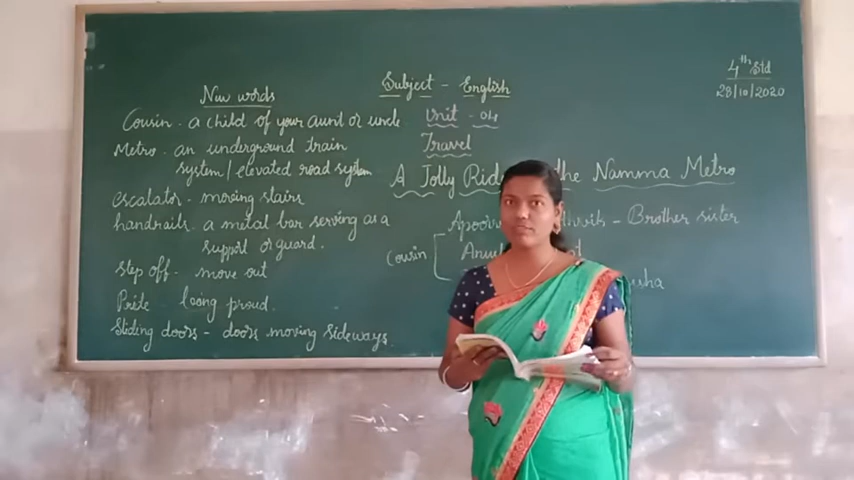 New words
Cousin - a child of your aunt or uncle
Metro - an underground train
system/elevated road system
escalator - moving stairs
handrails - a metal bar serving as a
support or guard.
step off - move out
Pride - being proud.
Sliding doors - doors moving sideways
Subject - English
Unit - 04
Travel
A Jolly Ride the Namma Metro
Brother sister
Cousin
4th Std
28/10/2020